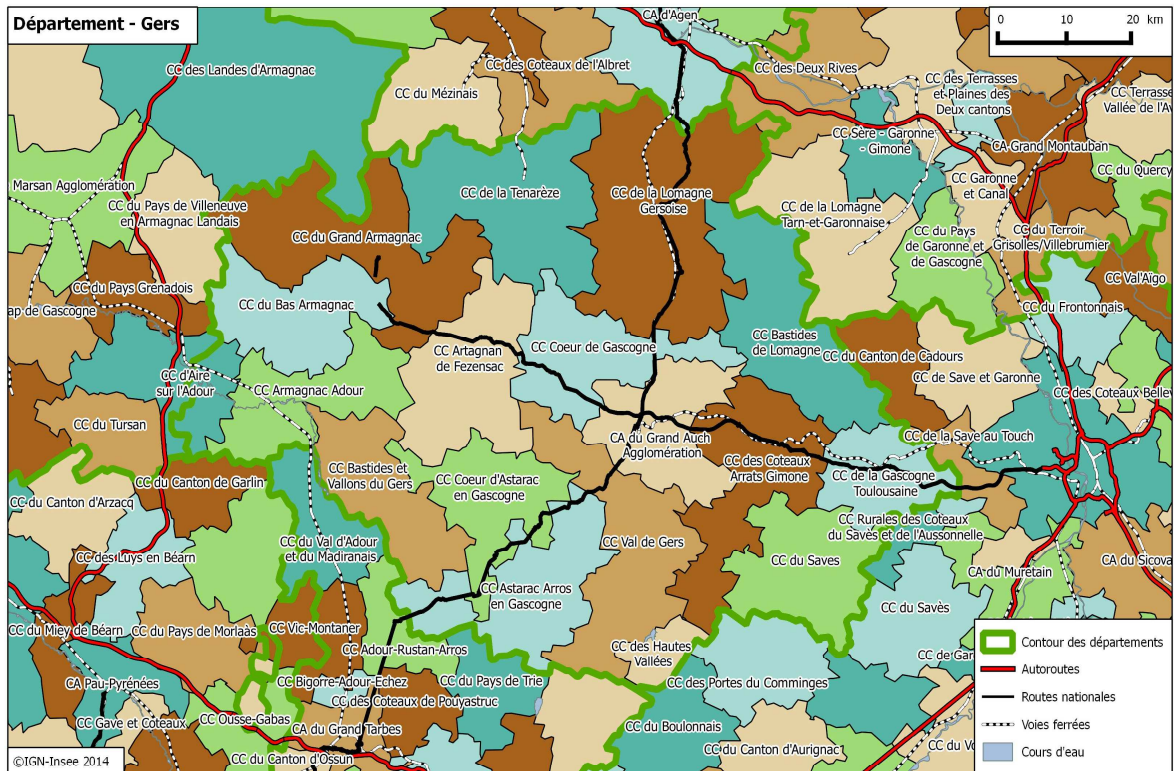 Département - Gers
0 10 20 km
CA d'Agen
CC des Landes d'Armagnac
CC des Coteaux de l'Albret
CC des Deux Rives
CC du Mézinais
CC des Terrasses
et Plaines des
Deux cantons
CC Terrasse
Vallée de l'Av
CC Sère - Garonne
- Gimone
CA Grand Montauban
Marsan Agglomération
CC du Quercy
CC Garonne
et Canal
CC de la Tenarèze
CC de la Lomagne
Gersoise
CC du Pays de Villeneuve
en Armagnac Landais
CC de la Lomagne
Tarn-et-Garonnaise
CC du Pays
de Garonne et
de Gascogne
CC du Terroir
Grisolles/Villebrumier
CC du Grand Armagnac
CC Val'Aïgo
CC du Pays Grenadois
CC du Bas Armagnac
ap de Gascogne
CC du Frontonnais
CC Artagnan
de Fezensac
CC Coeur de Gascogne
CC Bastides
de Lomagne
CC du Canton de Cadours
CC d'Aire
sur l'Adour
CC de Save et Garonne
CC Armagnac Adour
CC des Coteaux Bellev
CC du Tursan
CA du Grand Auch
Agglomération
CC de la Save au Touch
CC du Canton de Garlin
CC Bastides et
Vallons du Gers
CC Coeur d'Astarac
en Gascogne
CC des Coteaux
Arrats Gimone
CC de la Gascogne
Toulousaine
CC du Canton d'Arzacq
CC Rurales des Coteaux
du Savès et de l'Aussonnelle
CC du Val d'Adour
et du Madiranais
CC Val de Gers
CC des Luys en Béarn
CC du Saves
CA du Muretain
CA du Sicova
CC Astarac Arros
en Gascogne
CC du Savès
CC du Miey de Béarn
CC du Pays de Morlaàs
CC Vic-Montaner
CC Adour-Rustan-Arros
CC des Hautes
Vallées
CC de Gar
CA Pau-Pyrénées
CC Bigorre-Adour-Echez
CC du Pays de Trie
CC des Portes du Comminges
CC des Coteaux de Pouyastruc
CC Gave et Coteaux
CC Ousse-Gabas
CA du Grand Tarbes
CC du Boulonnais
CC du Canton d'Ossun
CC du Canton d'Aurignac
CC du Vo
Contour des départements
Autoroutes
Routes nationales
Voies ferrées
Cours d'eau
©IGN-Insee 2014